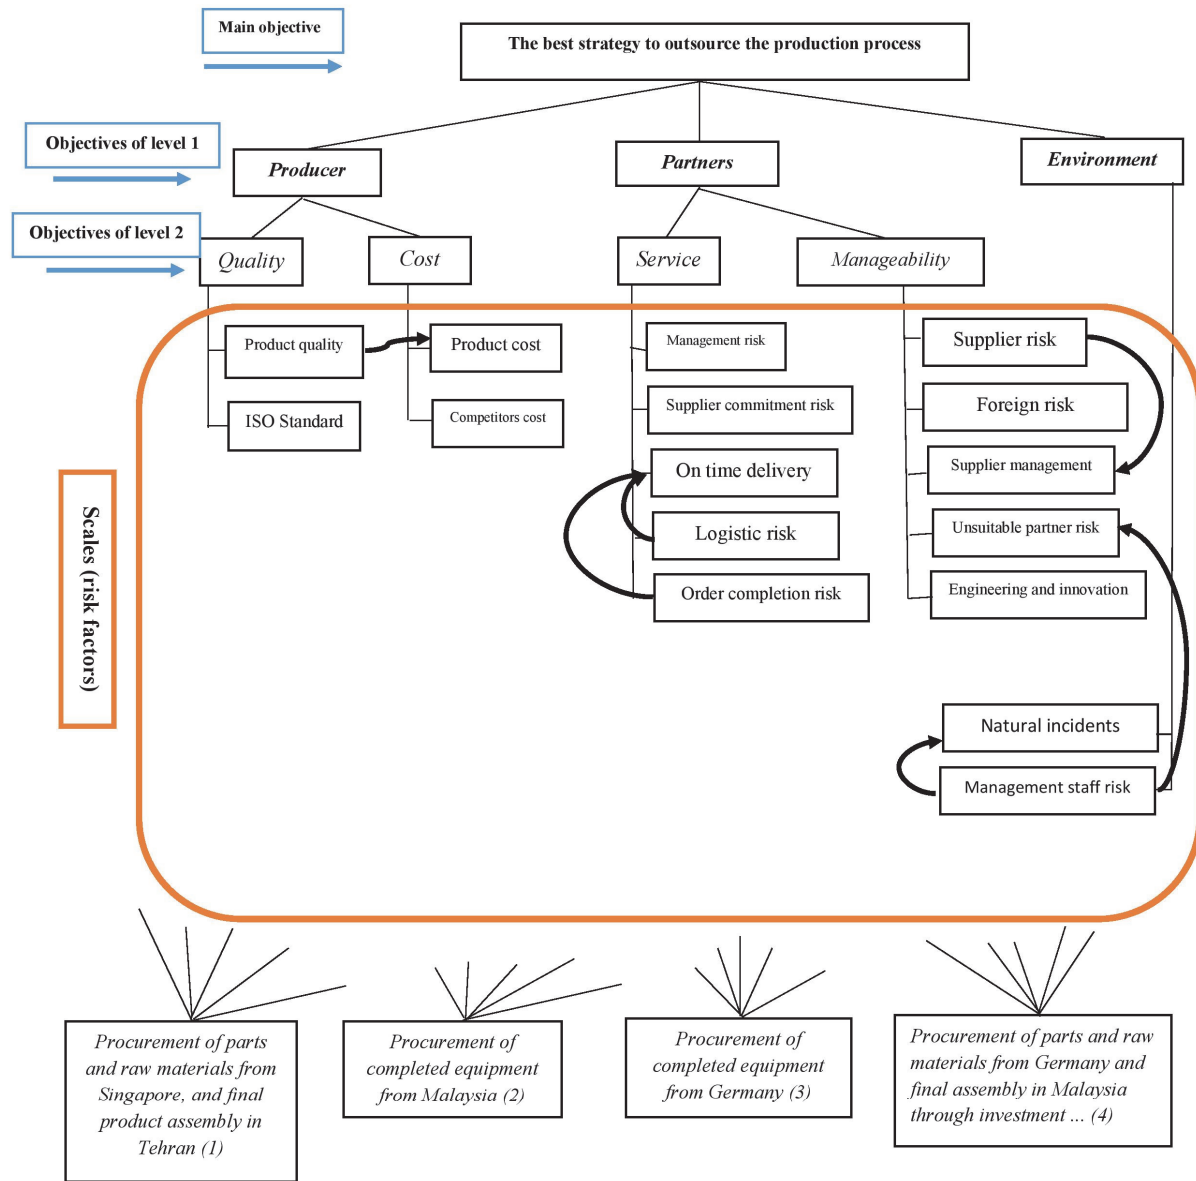 Main objective
The best strategy to outsource the production process
Objectives of level 1
Producer
Partners
Environment
Objectives of level 2
Quality
Cost
Service
Manageability
Product quality
Product cost
Management risk
Supplier risk
ISO Standard
Competitors cost
Supplier commitment risk
Foreign risk
On time delivery
Supplier management
Logistic risk
Unsuitable partner risk
Order completion risk
Engineering and innovation
Scales (risk factors)
Natural incidents
Management staff risk
Procurement of parts
and raw materials from
Singapore, and final
product assembly in
Tehran (1)
Procurement of
completed equipment
from Malaysia (2)
Procurement of
completed equipment
from Germany (3)
Procurement of parts and raw
materials from Germany and
final assembly in Malaysia
through investment ... (4)